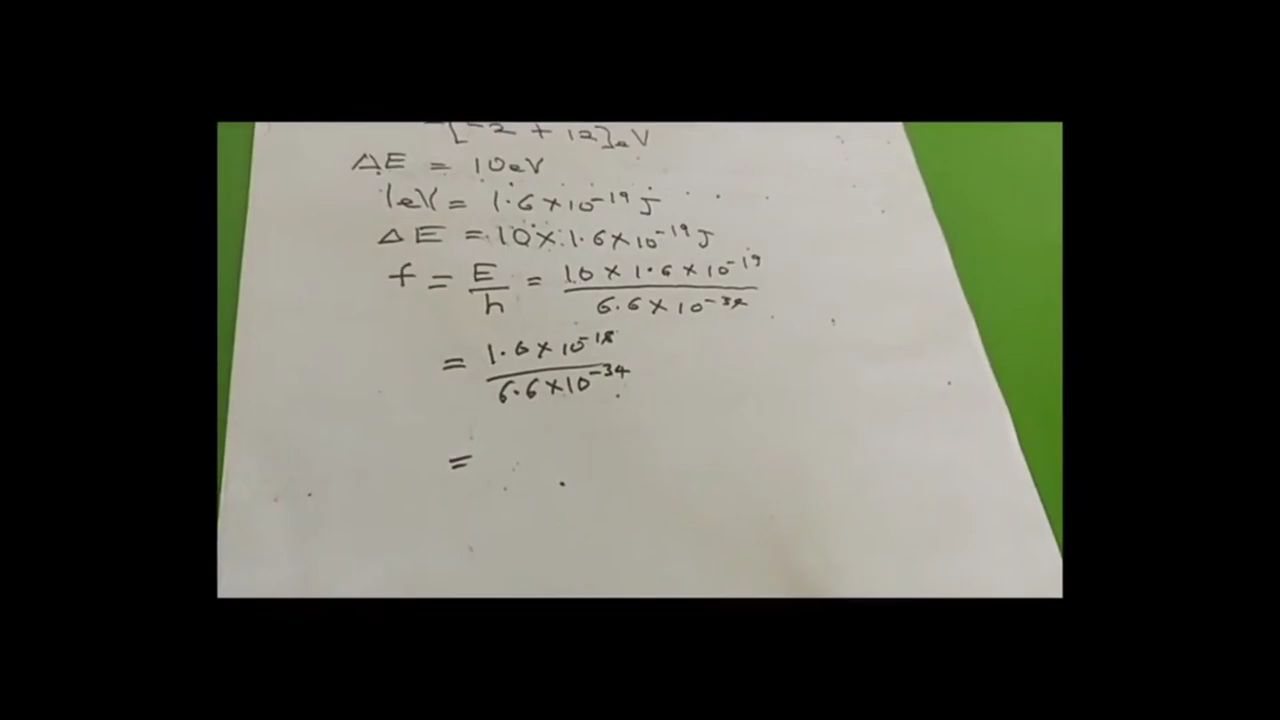 -[-2 + 12]eV
ΔE = 10eV
1eV = 1.6 × 10⁻¹⁹ J
ΔE = 10 × 1.6 × 10⁻¹⁹ J
f = E/h = 10 × 1.6 × 10⁻¹⁹ / 6.6 × 10⁻³⁴
= 1.6 × 10⁻¹⁸ / 6.6 × 10⁻³⁴
=